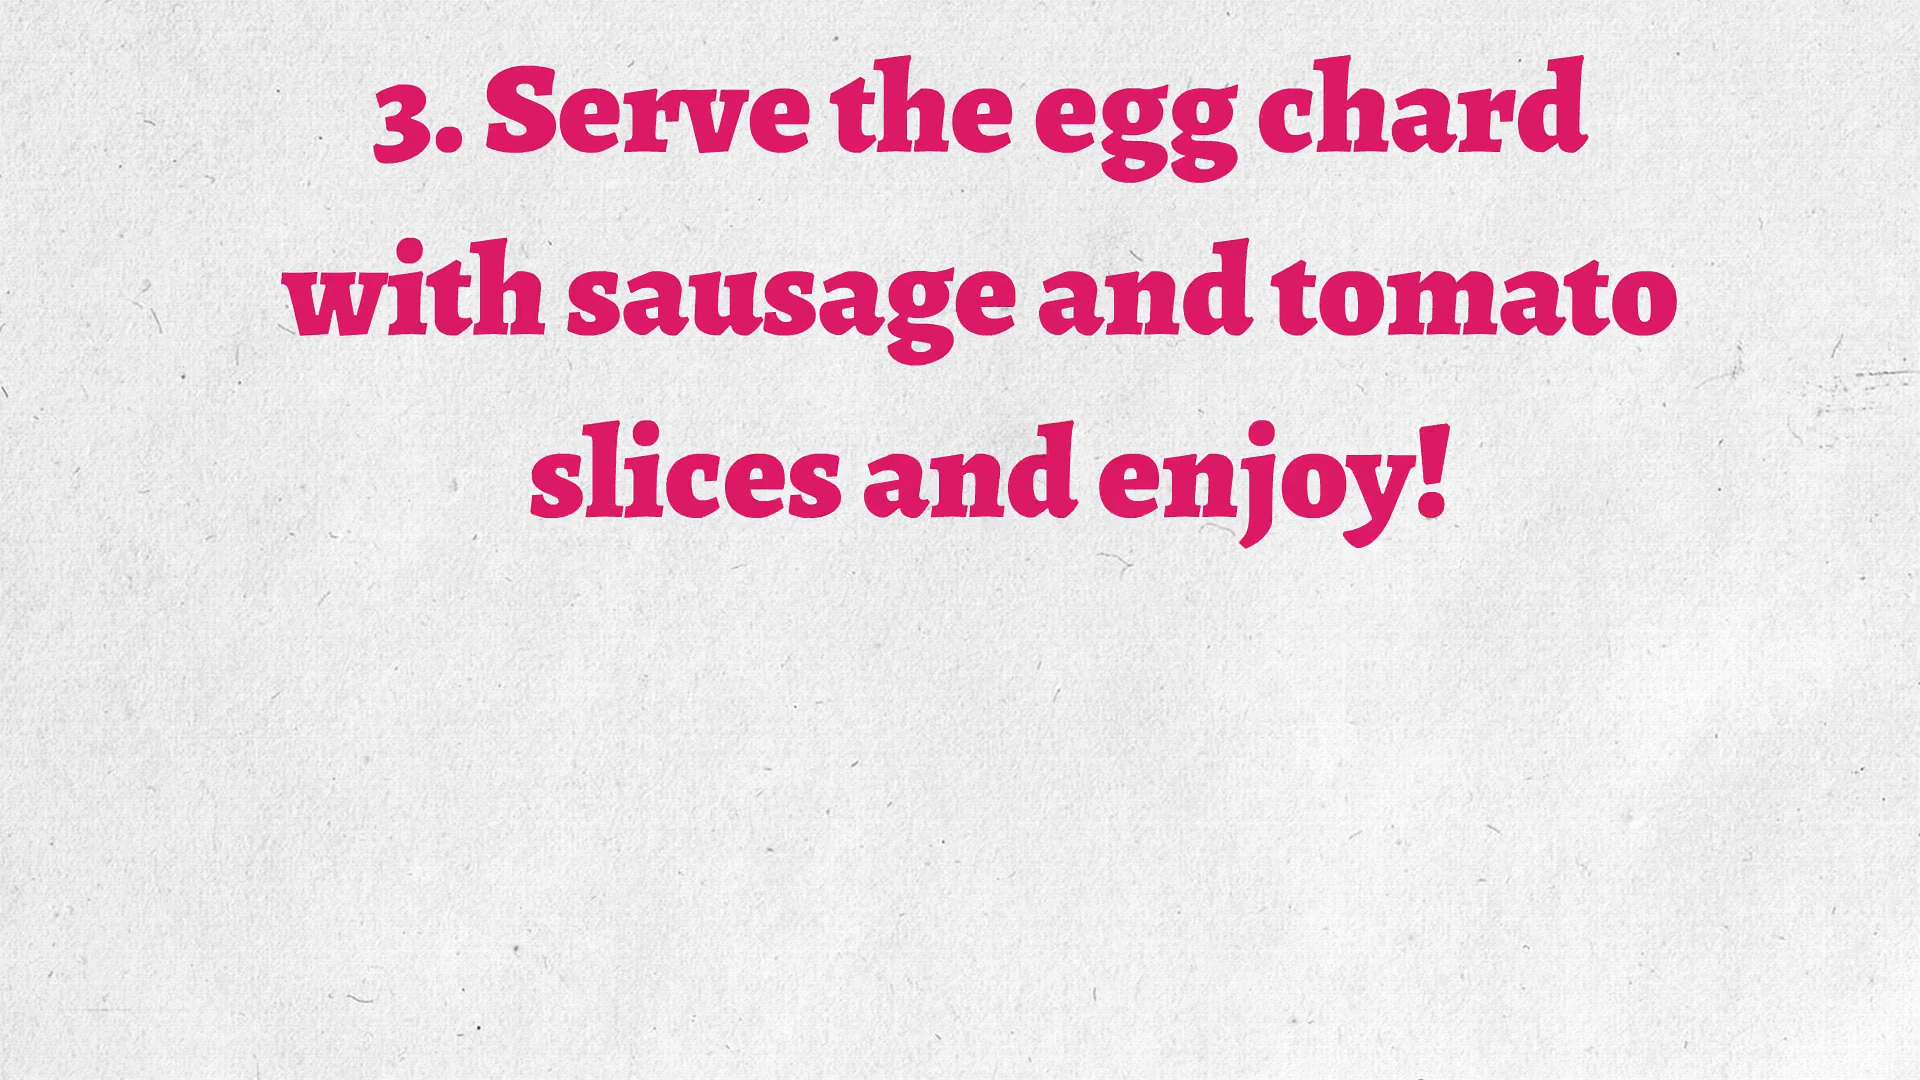 3. Serve the egg chard
with sausage and tomato
slices and enjoy!